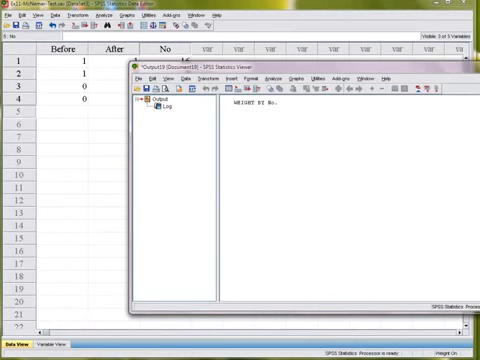 Ex11-McNemar-Test.sav [DataSet3] - SPSS Statistics Data Editor
File Edit View Data Transform Analyze Graphs Utilities Add-ons Window Help
5 : No
Visible: 3 of 3 Variables
Before After No var var var var var var var
1 1 1 16
2 1
3 0
4 0
5
6
7
8
9
10
11
12
13
14
15
16
17
18
19
20
21
22
*Output19 [Document19] - SPSS Statistics Viewer
File Edit View Data Transform Insert Format Analyze Graphs Utilities Add-ons Window Help
Output
Log
WEIGHT BY No.
SPSS Statistics Proces
Data View Variable View
SPSS Statistics Processor is ready Weight On